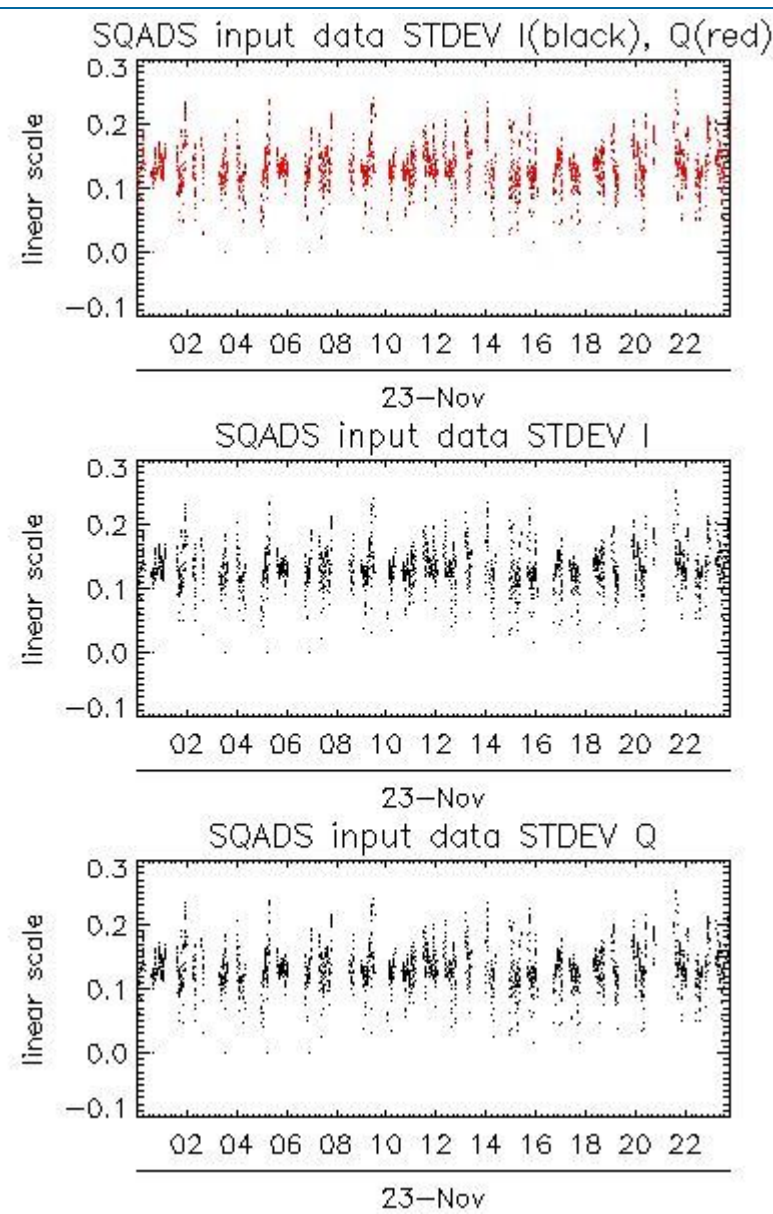 SQADS input data STDEV I(black), Q(red)
linear scale
0.3
0.2
0.1
0.0
−0.1
02 04 06 08 10 12 14 16 18 20 22
23−Nov
SQADS input data STDEV I
linear scale
0.3
0.2
0.1
0.0
−0.1
02 04 06 08 10 12 14 16 18 20 22
23−Nov
SQADS input data STDEV Q
linear scale
0.3
0.2
0.1
0.0
−0.1
02 04 06 08 10 12 14 16 18 20 22
23−Nov